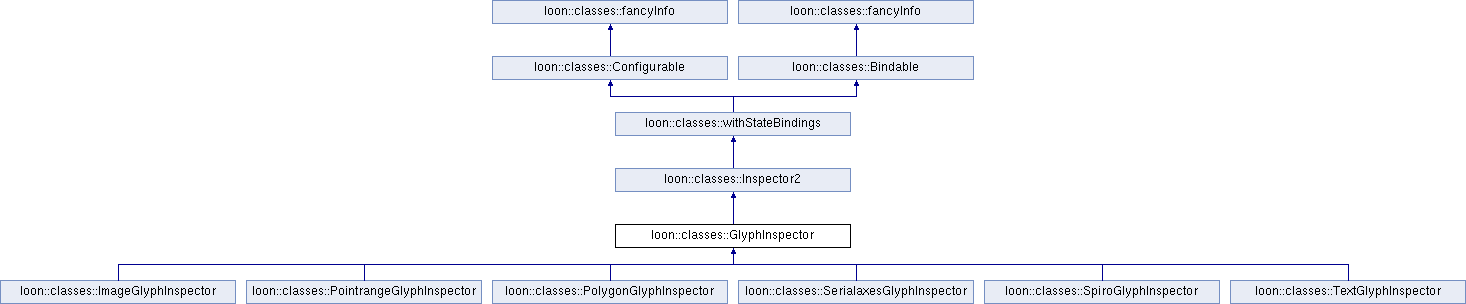 loon::classes::fancyInfo
loon::classes::fancyInfo
loon::classes::Configurable
loon::classes::Bindable
loon::classes::withStateBindings
loon::classes::Inspector2
loon::classes::GlyphInspector
loon::classes::ImageGlyphInspector
loon::classes::PointrangeGlyphInspector
loon::classes::PolygonGlyphInspector
loon::classes::SerialaxesGlyphInspector
loon::classes::SpiroGlyphInspector
loon::classes::TextGlyphInspector